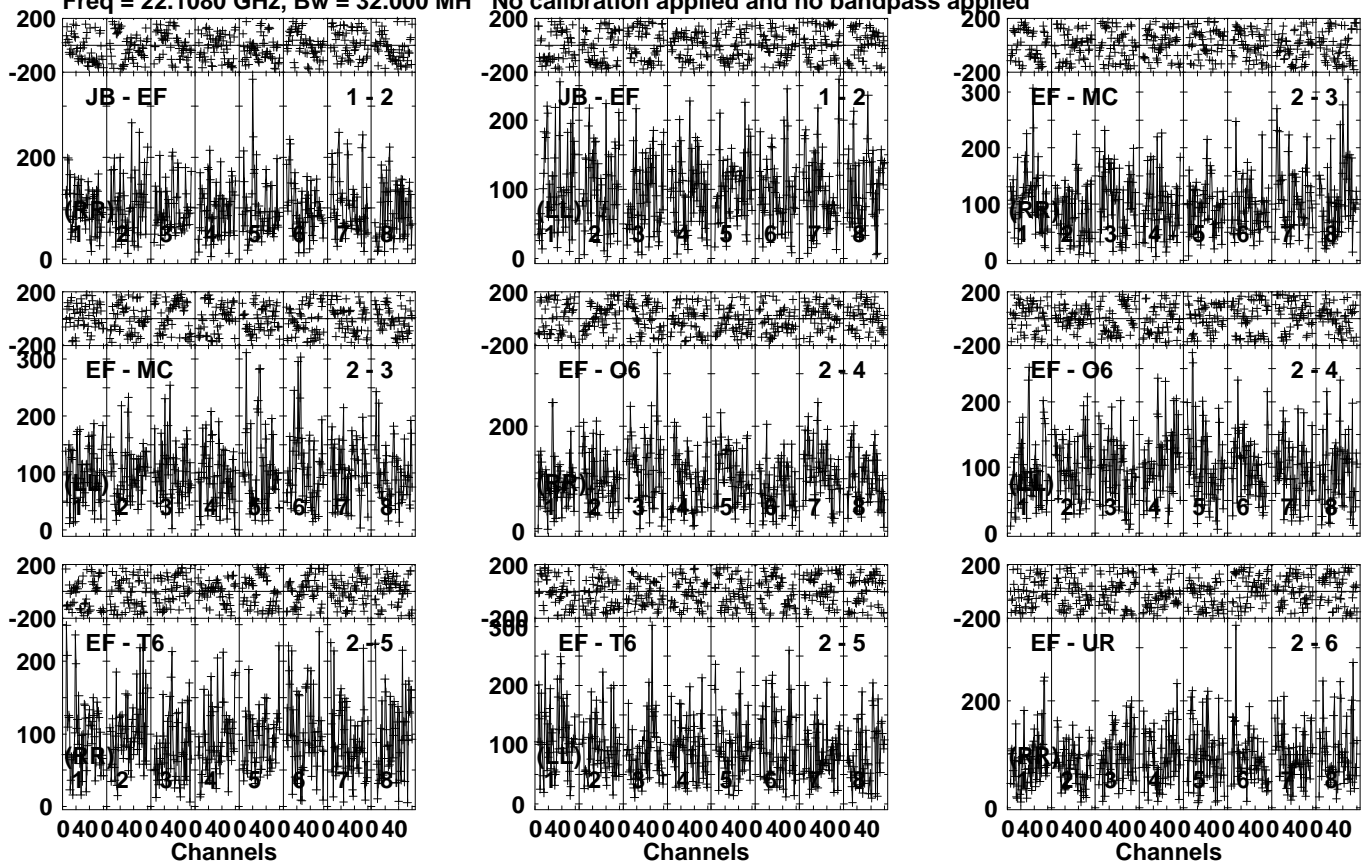 Freq = 22.1080 GHz, Bw = 32.000 MH No calibration applied and no bandpass applied
200 200 200
-200 -200 -200
JB - EF 1 - 2 JB - EF 1 - 2 EF - MC 2 - 3
300
200 200 200
100 100
(RR) (LL) (RR)
1 2 3 4 5 6 7 8 1 2 3 4 5 6 7 8 1 2 3 4 5 6 7 8
0 0 0
200 200 200
-200 -200 -200
300
EF - MC 2 - 3 EF - O6 2 - 4 EF - O6 2 - 4
200 200 200
100 100
(LL) (RR) (LL)
1 2 3 4 5 6 7 8 1 2 3 4 5 6 7 8 1 2 3 4 5 6 7 8
0 0 0
200 200 200
-200 -200 -200
300
EF - T6 2 - 5 EF - T6 2 - 5 EF - UR 2 - 6
200 200 200
100 100
(RR) (LL) (RR)
1 2 3 4 5 6 7 8 1 2 3 4 5 6 7 8 1 2 3 4 5 6 7 8
0 0 0
0 40 0 40 0 40 0 40 0 40 0 40 0 40 0 40 0 40 0 40 0 40 0 40 0 40 0 40 0 40 0 40 0 40 0 40 0 40 0 40 0 40 0 40 0 40 0 40
Channels Channels Channels